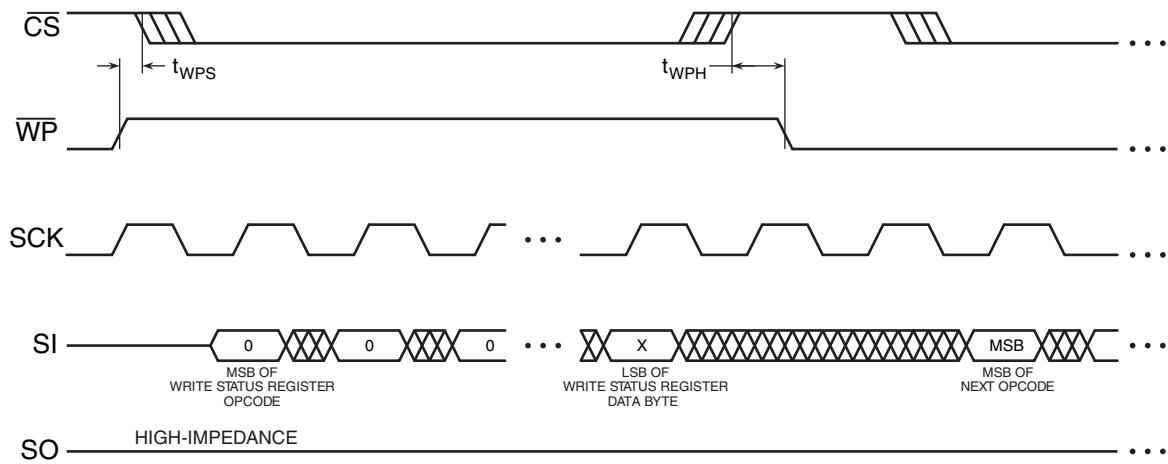 CS
tWPS
tWPH
WP
SCK
SI
0
0
0
X
MSB
MSB OF
WRITE STATUS REGISTER
OPCODE
LSB OF
WRITE STATUS REGISTER
DATA BYTE
MSB OF
NEXT OPCODE
HIGH-IMPEDANCE
SO